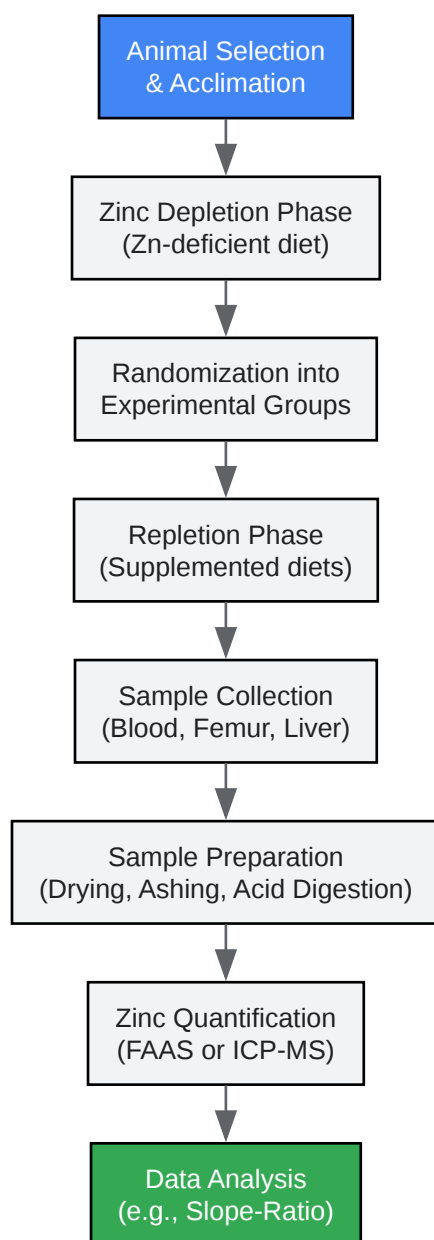 Animal Selection
& Acclimation
Zinc Depletion Phase
(Zn-deficient diet)
Randomization into
Experimental Groups
Repletion Phase
(Supplemented diets)
Sample Collection
(Blood, Femur, Liver)
Sample Preparation
(Drying, Ashing, Acid Digestion)
Zinc Quantification
(FAAS or ICP-MS)
Data Analysis
(e.g., Slope-Ratio)